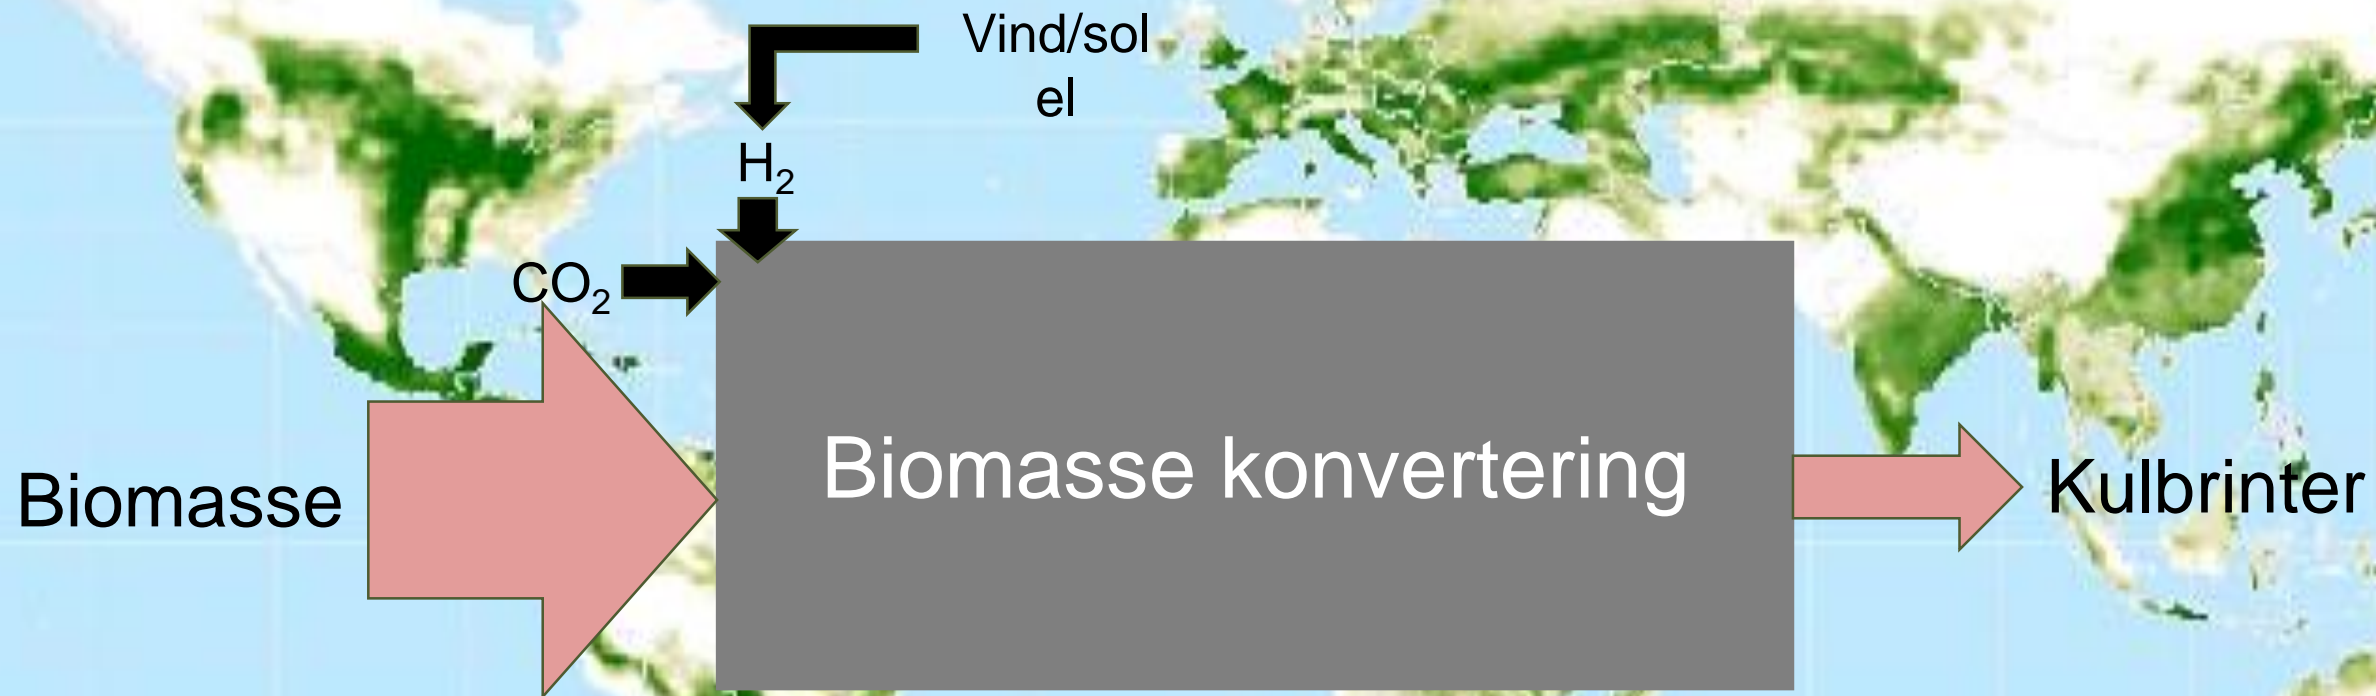 Vind/sol
el
H₂
CO₂
Biomasse konvertering
Biomasse
Kulbrinter